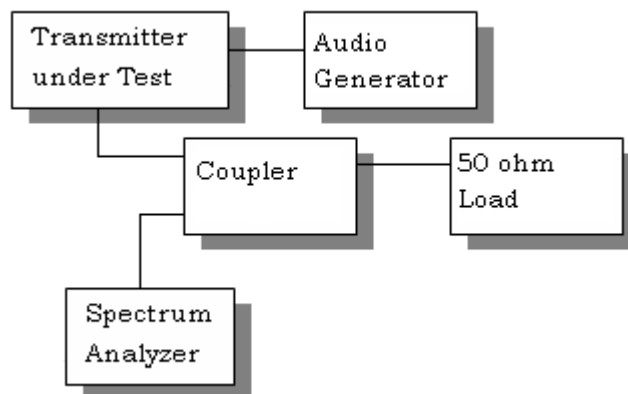 Transmitter
under Test
Audio
Generator
Coupler
50 ohm
Load
Spectrum
Analyzer